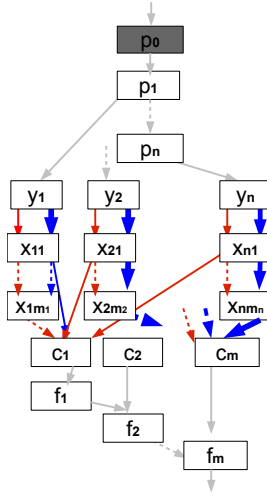 p0
p1
pn
y1 y2 yn
x11 x21 xn1
x1m1 x2m2 xnmn
c1 c2 cm
f1
f2
fm